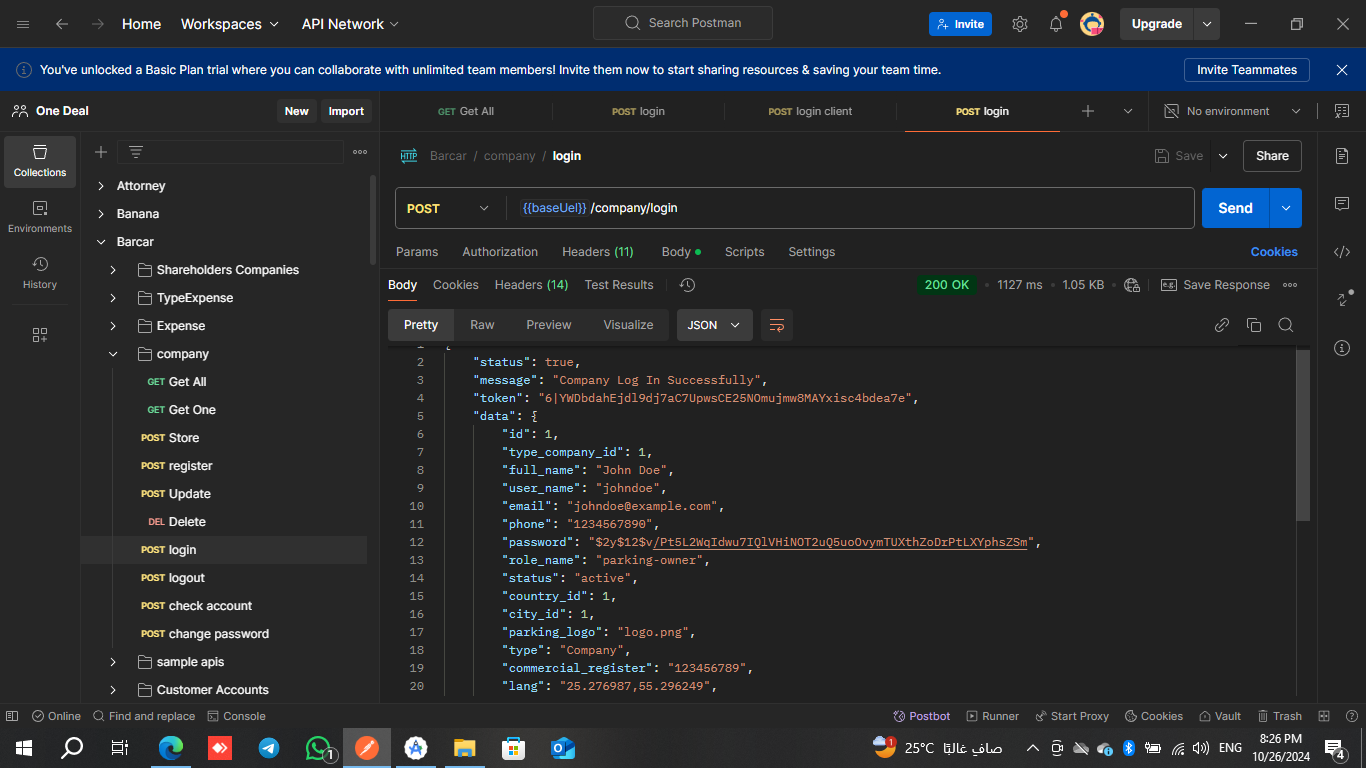 Home
Workspaces
API Network
Search Postman
Invite
Upgrade
You've unlocked a Basic Plan trial where you can collaborate with unlimited team members! Invite them now to start sharing resources & saving your team time.
Invite Teammates
One Deal
New
Import
GET Get All
POST login
POST login client
POST login
No environment
Collections
Environments
History
Attorney
Banana
Barcar
Shareholders Companies
TypeExpense
Expense
company
GET Get All
GET Get One
POST Store
POST register
POST Update
DEL Delete
POST login
POST logout
POST check account
POST change password
sample apis
Customer Accounts
HTTP Barcar / company / login
Save
Share
POST
{{baseUel}} /company/login
Send
Params
Authorization
Headers (11)
Body
Scripts
Settings
Cookies
Body
Cookies
Headers (14)
Test Results
200 OK
1127 ms
1.05 KB
e.g. Save Response
Pretty
Raw
Preview
Visualize
JSON
1 {
2 "status": true,
3 "message": "Company Log In Successfully",
4 "token": "6|YWDbdahEjdl9dj7aC7UpwsCE25NOmujmw8MAYxisc4bdea7e",
5 "data": {
6 "id": 1,
7 "type_company_id": 1,
8 "full_name": "John Doe",
9 "user_name": "johndoe",
10 "email": "johndoe@example.com",
11 "phone": "1234567890",
12 "password": "$2y$12$v/Pt5L2WqIdwu7IQlVHiNOT2uQ5uoOvymTUXthZoDrPtLXYphsZSm",
13 "role_name": "parking-owner",
14 "status": "active",
15 "country_id": 1,
16 "city_id": 1,
17 "parking_logo": "logo.png",
18 "type": "Company",
19 "commercial_register": "123456789",
20 "lang": "25.276987,55.296249",
Online
Find and replace
Console
Postbot
Runner
Start Proxy
Cookies
Vault
Trash
1
1
25°C صافٍ غالبًا
ENG
8:26 PM
10/26/2024
4